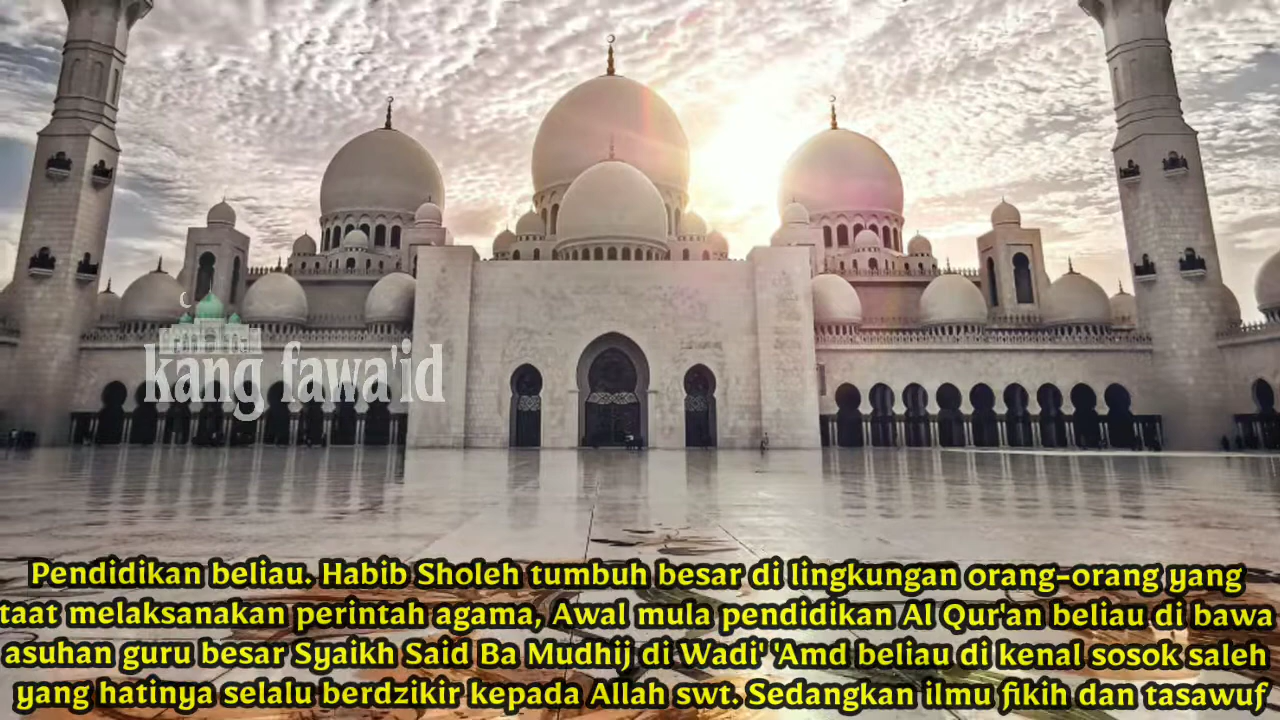 kang fawa'id
Pendidikan beliau. Habib Sholeh tumbuh besar di lingkungan orang-orang yang
taat melaksanakan perintah agama, Awal mula pendidikan Al Qur'an beliau di bawa
asuhan guru besar Syaikh Said Ba Mudhij di Wadi' 'Amd beliau di kenal sosok saleh
yang hatinya selalu berdzikir kepada Allah swt. Sedangkan ilmu fikih dan tasawuf